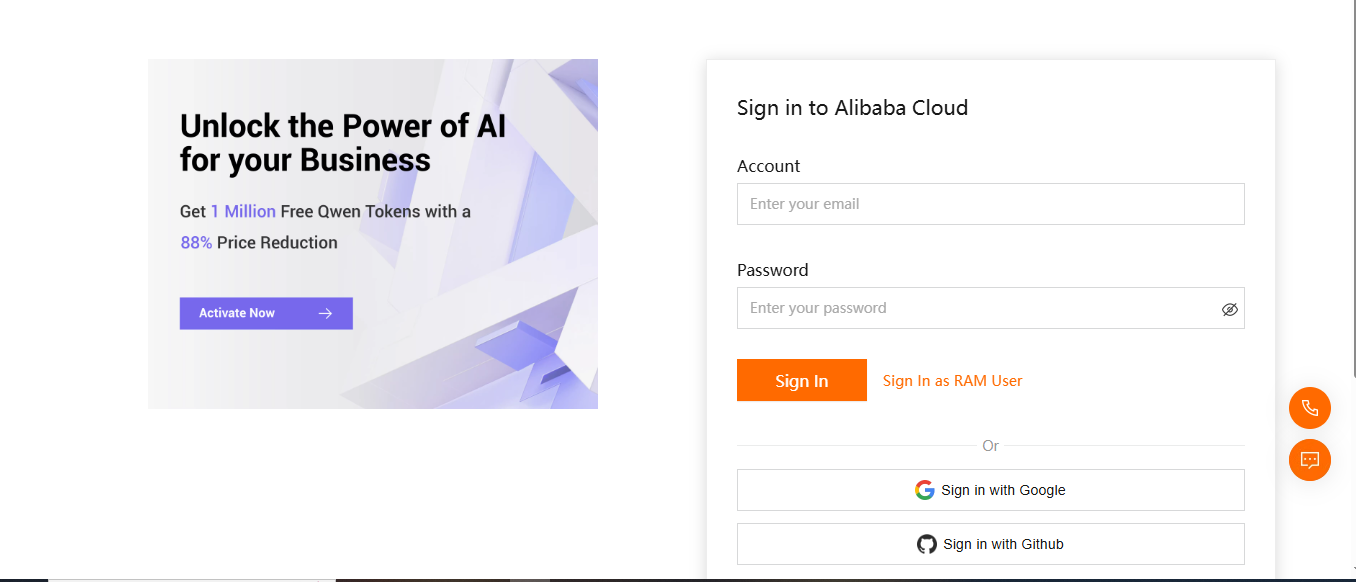 Unlock the Power of AI
for your Business
Get 1 Million Free Qwen Tokens with a
88% Price Reduction
Activate Now
Sign in to Alibaba Cloud
Account
Enter your email
Password
Enter your password
Sign In
Sign In as RAM User
Or
Sign in with Google
Sign in with Github